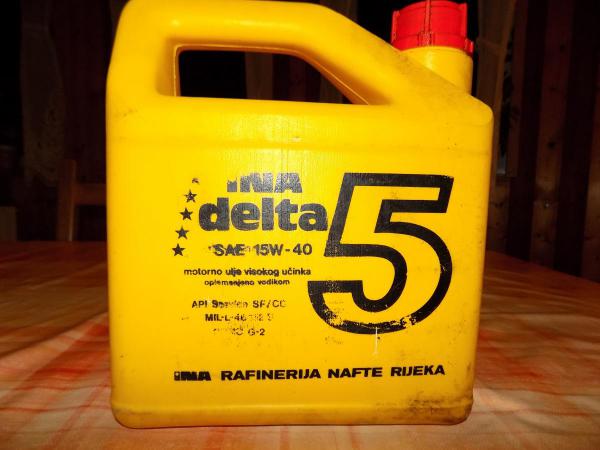 INA
delta 5
SAE 15W-40
motorno ulje visokog učinka
oplemenjeno vodikom
API Service SF/CC
G-2
INA RAFINERIJA NAFTE RIJEKA